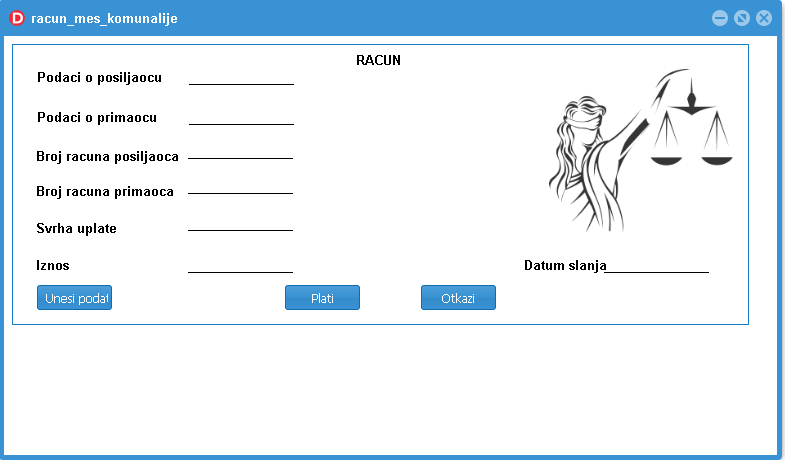 D racun_mes_komunalije
RACUN
Podaci o posiljaocu
Podaci o primaocu
Broj racuna posiljaoca
Broj racuna primaoca
Svrha uplate
Iznos
Datum slanja
Unesi podat
Plati
Otkazi